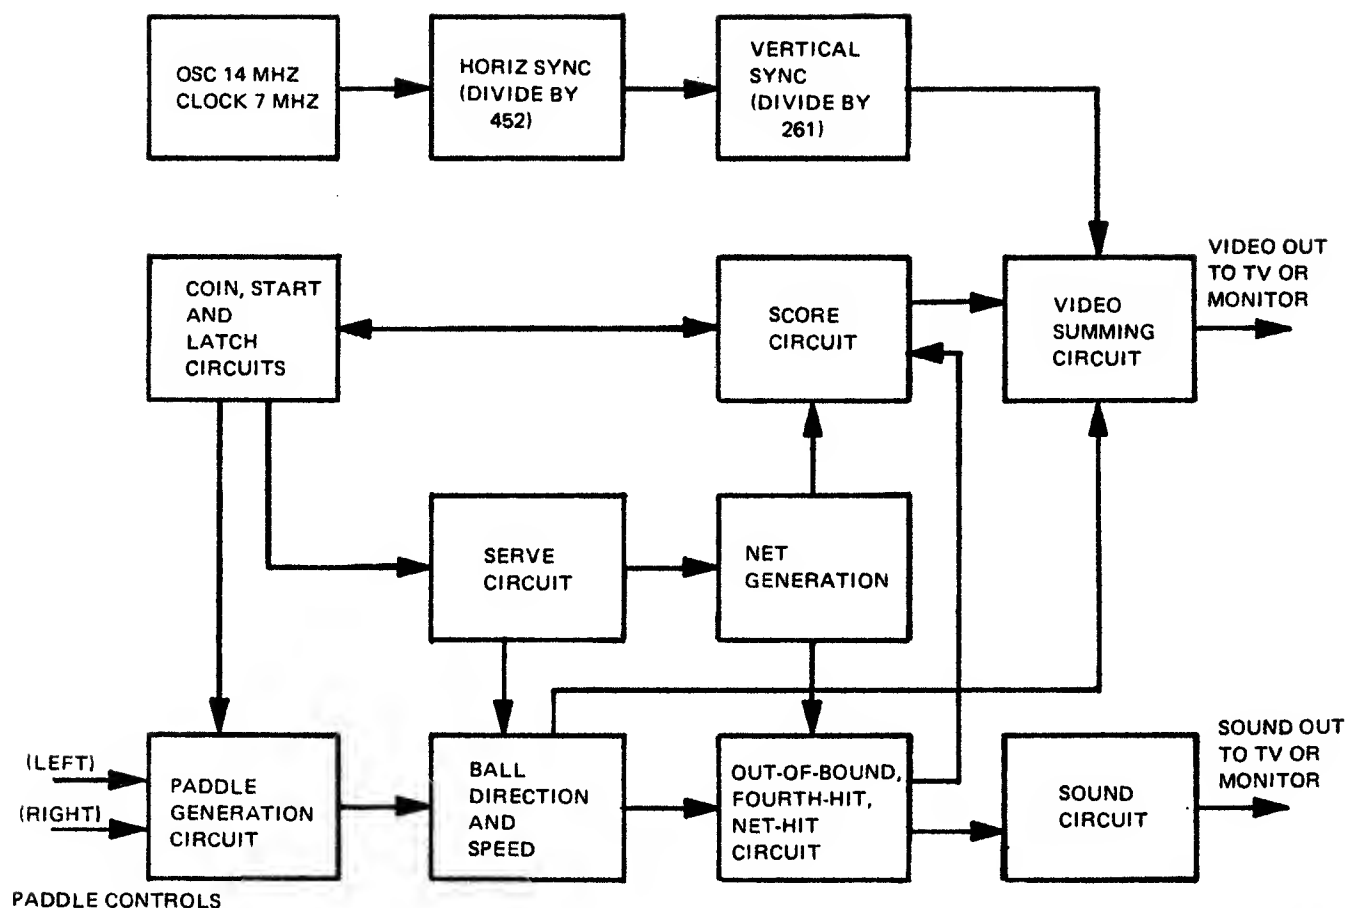 OSC 14 MHZ
CLOCK 7 MHZ
HORIZ SYNC
(DIVIDE BY
452)
VERTICAL
SYNC
(DIVIDE BY
261)
COIN, START
AND
LATCH
CIRCUITS
SCORE
CIRCUIT
VIDEO
SUMMING
CIRCUIT
VIDEO OUT
TO TV OR
MONITOR
SERVE
CIRCUIT
NET
GENERATION
(LEFT)
(RIGHT)
PADDLE
GENERATION
CIRCUIT
BALL
DIRECTION
AND
SPEED
OUT-OF-BOUND,
FOURTH-HIT,
NET-HIT
CIRCUIT
SOUND
CIRCUIT
SOUND OUT
TO TV OR
MONITOR
PADDLE CONTROLS